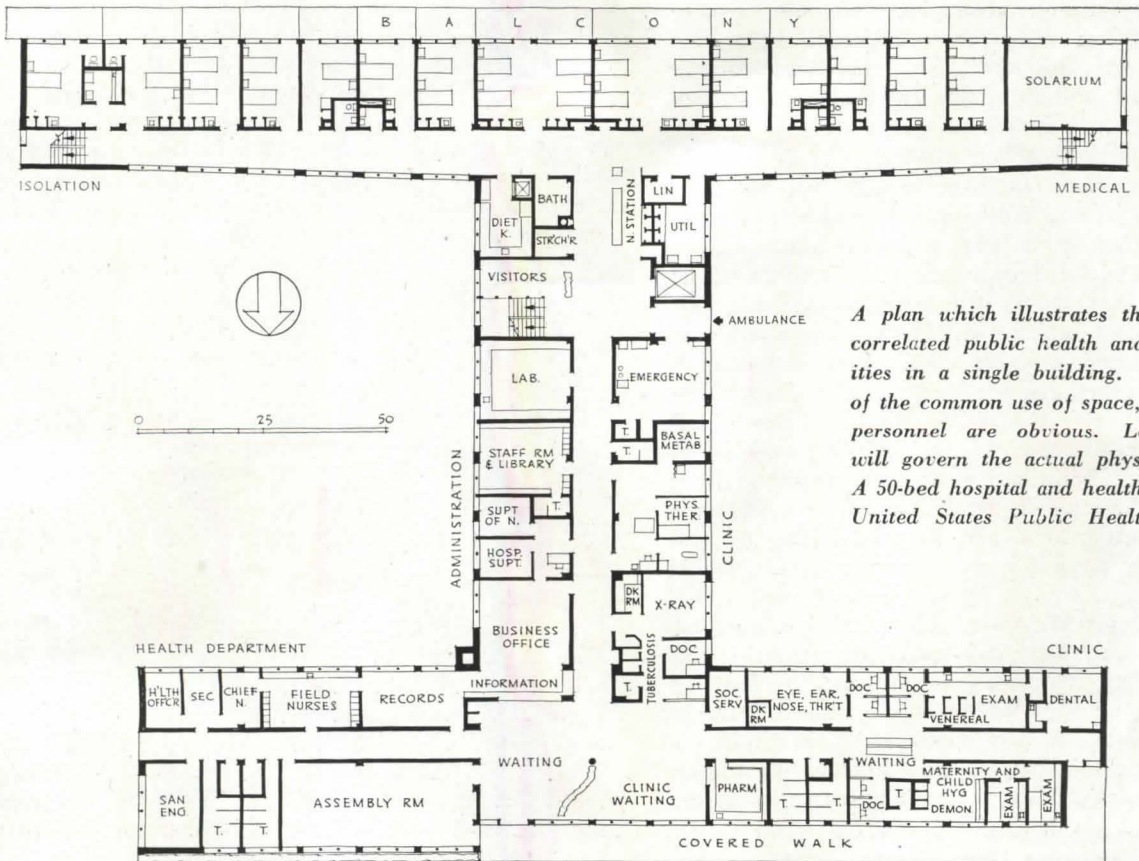 B A L C O N Y
SOLARIUM
ISOLATION
MEDICAL
DIET
K.
BATH
STR'CH'R
N. STATION
LIN
UTIL
VISITORS
AMBULANCE
LAB.
EMERGENCY
0 25 50
T.
T.
BASAL
METAB
STAFF RM
& LIBRARY
T.
SUPT
OF N.
PHYS
THER.
HOSP.
SUPT.
ADMINISTRATION
CLINIC
DK
RM
X-RAY
BUSINESS
OFFICE
TUBERCULOSIS
DOC
T.
INFORMATION
A plan which illustrates th
correlated public health and
ities in a single building.
of the common use of space,
personnel are obvious. L
will govern the actual phys
A 50-bed hospital and health
United States Public Healt
HEALTH DEPARTMENT
CLINIC
H'LTH
OFFCR
SEC
CHIEF
N.
FIELD
NURSES
RECORDS
SOC
SERV
DK
RM
EYE, EAR,
NOSE, THR'T
DOC
DOC
EXAM
VENEREAL
DENTAL
WAITING
WAITING
SAN
ENG
T.
T.
ASSEMBLY RM
CLINIC
WAITING
PHARM
T.
T.
DOC
T.
MATERNITY AND
CHILD
HYG
DEMON
EXAM
EXAM
COVERED WALK